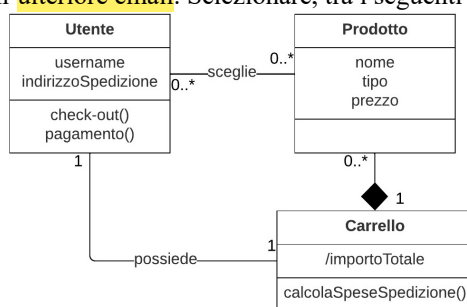 ulteriore email. Selezionare, tra i seguenti
Utente
username
indirizzoSpedizione
check-out()
pagamento()
0..*
sceglie
0..*
Prodotto
nome
tipo
prezzo
1
0..*
1
possiede
1
Carrello
/importoTotale
calcolaSpeseSpedizione()